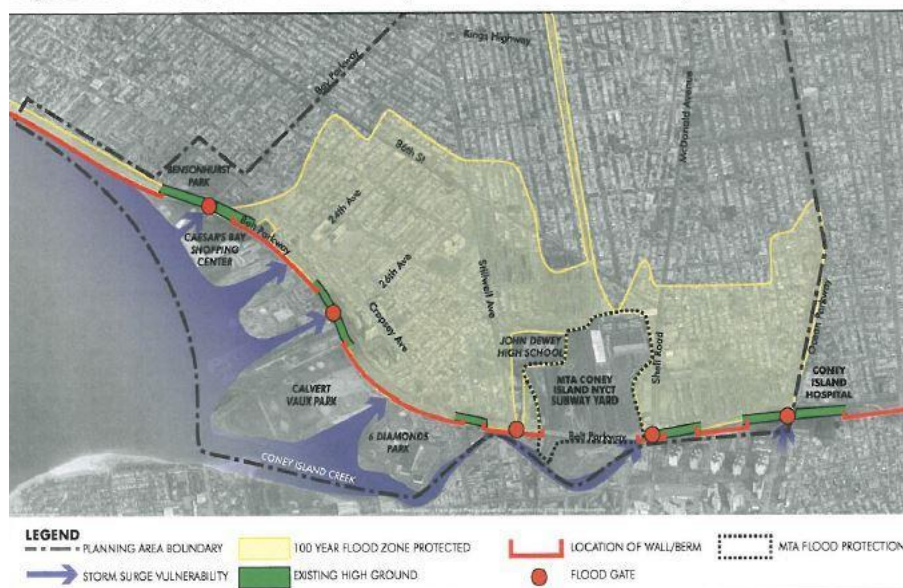 Kings Highway
Bay Parkway
McDonald Avenue
86th St
BENSONHURST
PARK
24th Ave
Belt Parkway
CAESAR'S BAY
SHOPPING
CENTER
26th Ave
Stillwell Ave
Cropsey Ave
Ocean Parkway
JOHN DEWEY
HIGH SCHOOL
Shell Road
MTA CONEY
ISLAND NYCT
SUBWAY YARD
CONEY
ISLAND
HOSPITAL
CALVERT
VAUX PARK
6 DIAMONDS
PARK
Belt Parkway
CONEY ISLAND CREEK
LEGEND
PLANNING AREA BOUNDARY
100 YEAR FLOOD ZONE PROTECTED
LOCATION OF WALL/BERM
MTA FLOOD PROTECTION
STORM SURGE VULNERABILITY
EXISTING HIGH GROUND
FLOOD GATE